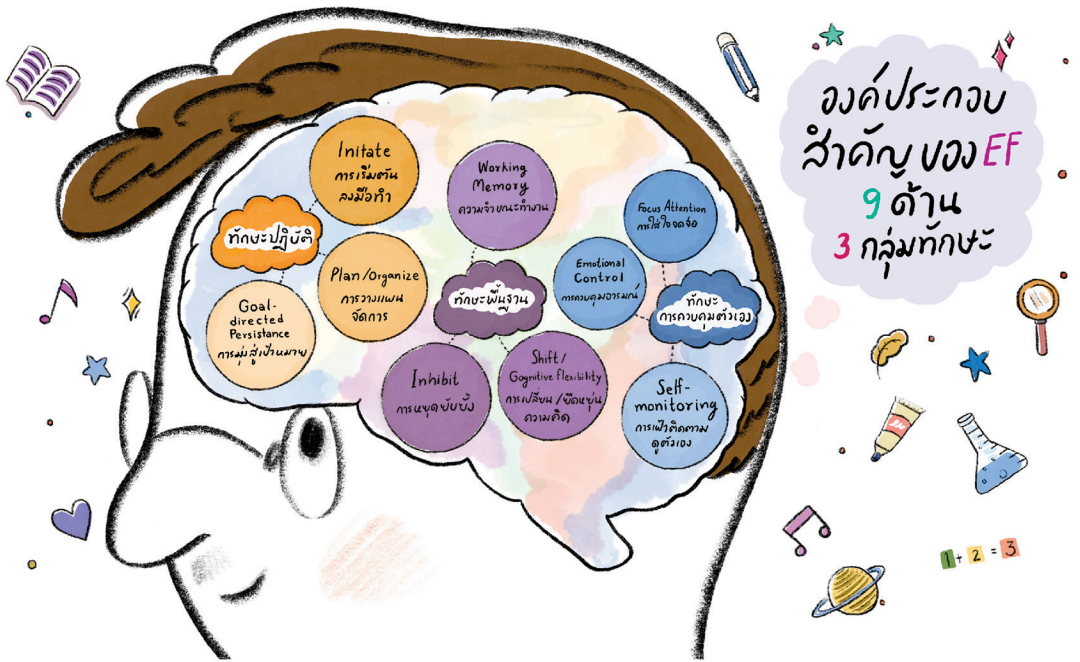 องค์ประกอบ
สำคัญของ EF
9 ด้าน
3 กลุ่มทักษะ
Initate
การเริ่มต้น
ลงมือทำ
ทักษะปฏิบัติ
Plan/Organize
การวางแผน
จัดการ
Goal-
directed
Persistance
การมุ่งสู่เป้าหมาย
Working
Memory
ความจำขณะทำงาน
ทักษะพื้นฐาน
Inhibit
การหยุดยับยั้ง
Shift/
Gognitive flexibility
การเปลี่ยน/ยืดหยุ่น
ความคิด
Focus Attention
การใส่ใจจดจ่อ
Emotional
Control
การควบคุมอารมณ์
ทักษะ
การควบคุมตัวเอง
Self-
monitoring
การเฝ้าติดตาม
ดูตัวเอง
1+2=3